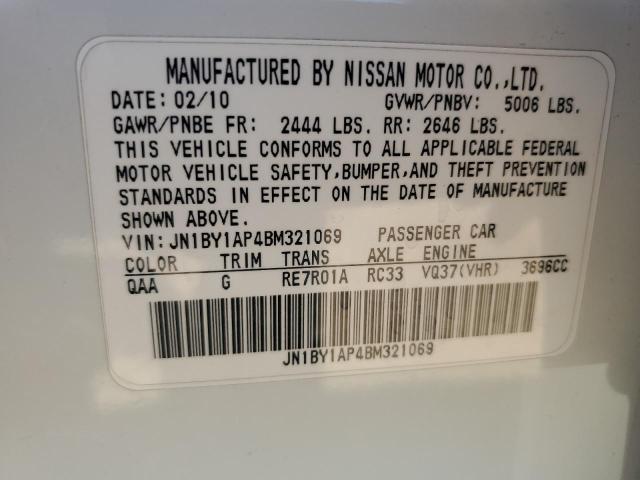 MANUFACTURED BY NISSAN MOTOR CO.,LTD.
DATE: 02/10 GVWR/PNBV: 5006 LBS.
GAWR/PNBE FR: 2444 LBS. RR: 2646 LBS.
THIS VEHICLE CONFORMS TO ALL APPLICABLE FEDERAL
MOTOR VEHICLE SAFETY,BUMPER,AND THEFT PREVENTION
STANDARDS IN EFFECT ON THE DATE OF MANUFACTURE
SHOWN ABOVE.
VIN: JN1BY1AP4BM321069 PASSENGER CAR
COLOR TRIM TRANS AXLE ENGINE
QAA G RE7R01A RC33 VQ37(VHR) 3696CC
JN1BY1AP4BM321069